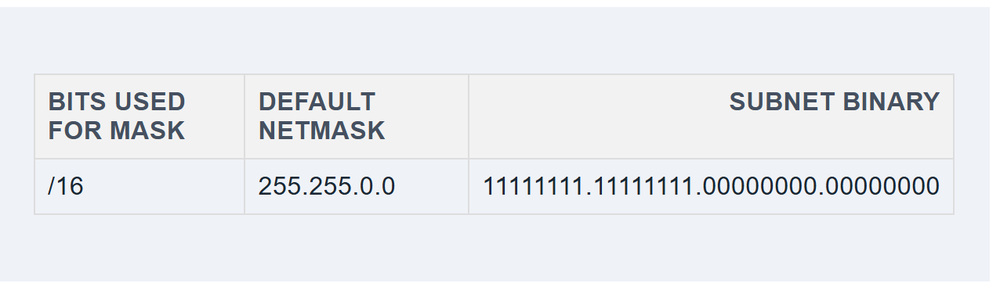 BITS USED
FOR MASK
DEFAULT
NETMASK
SUBNET BINARY
/16
255.255.0.0
11111111.11111111.00000000.00000000